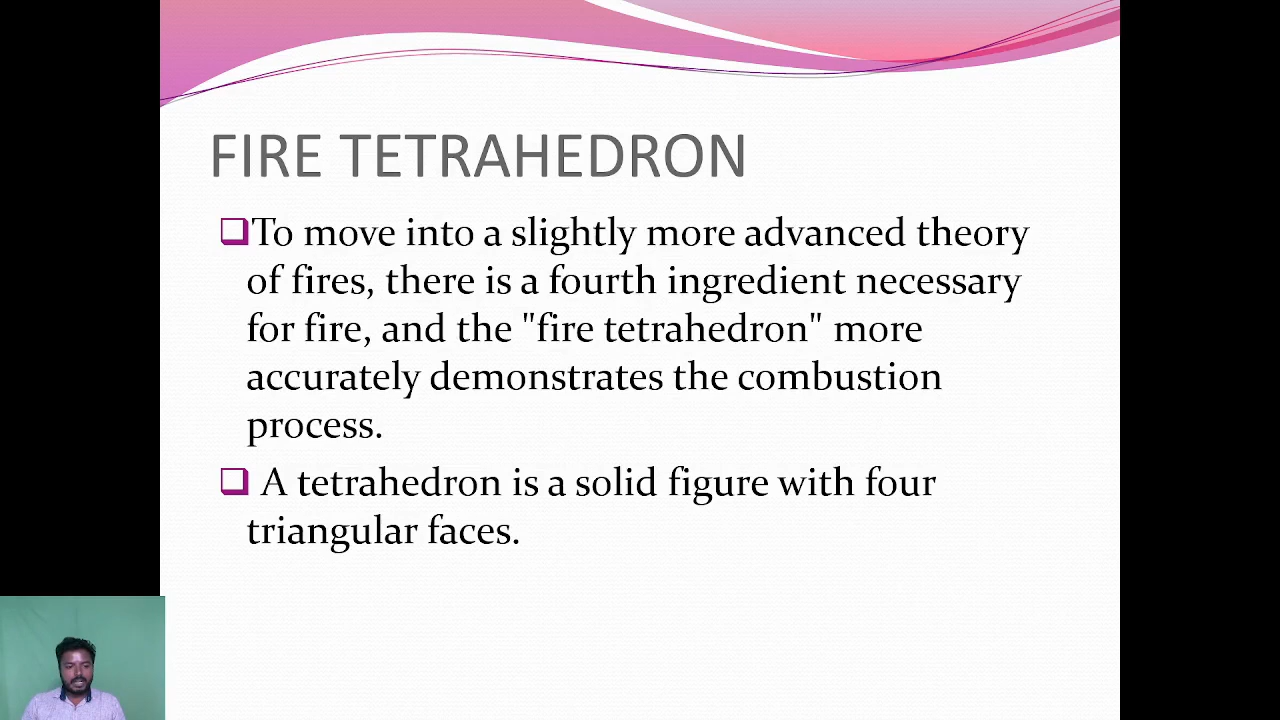 FIRE TETRAHEDRON
To move into a slightly more advanced theory
of fires, there is a fourth ingredient necessary
for fire, and the "fire tetrahedron" more
accurately demonstrates the combustion
process.
A tetrahedron is a solid figure with four
triangular faces.